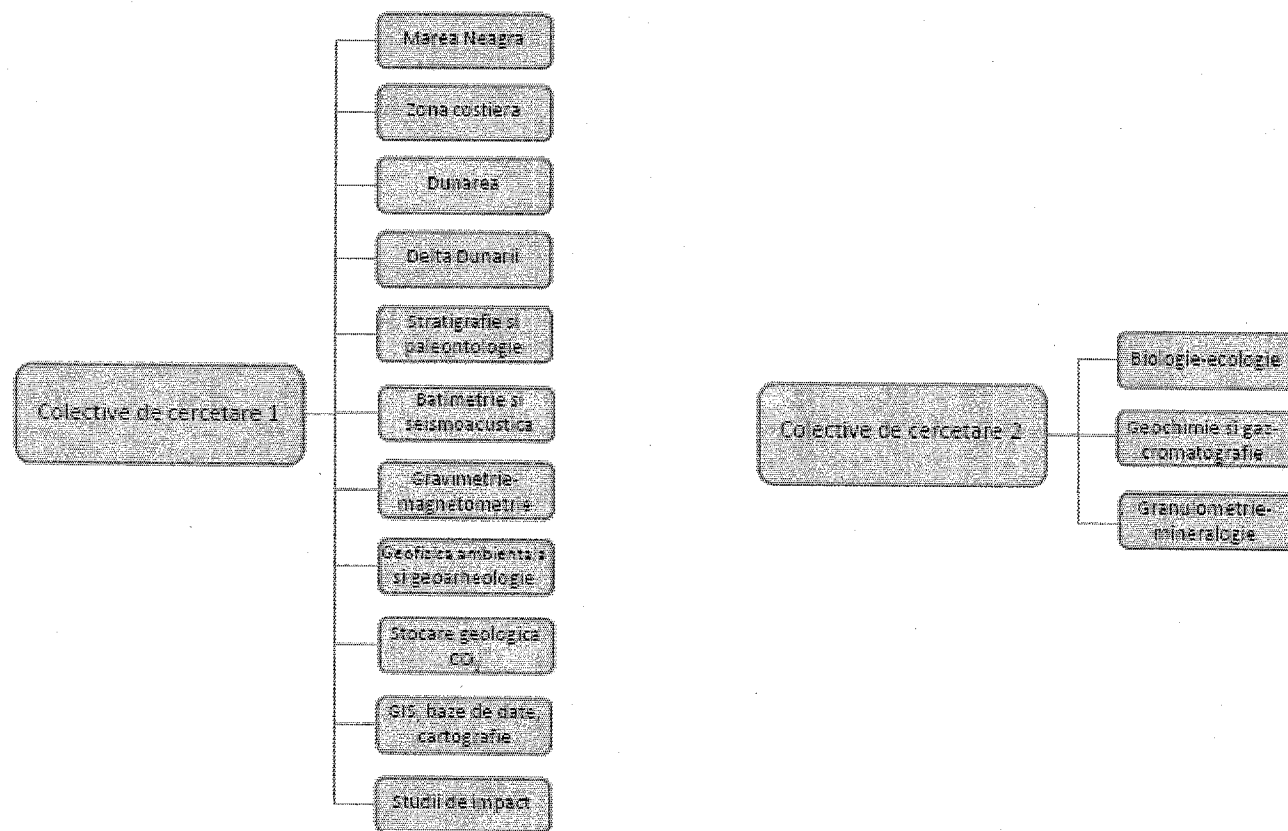 Colective de cercetare 1
Marea Neagra
Zona costiera
Dunarea
Delta Dunarii
Stratigrafie si
paleontologie
Batimetrie si
seismoacustica
Gravimetrie-
magnetometrie
Geofizica ambientala
si geoarheologie
Stocare geologica
CO₂
GIS, baze de date,
cartografie
Studii de impact
Colective de cercetare 2
Biologie-ecologie
Geochimie si gaz-
cromatografie
Granulometrie-
mineralogie